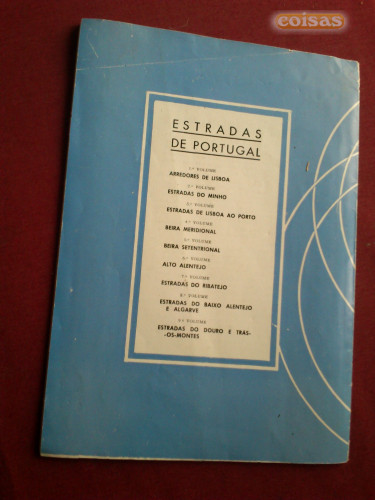 coisas
ESTRADAS
DE PORTUGAL
1.º VOLUME
ARREDORES DE LISBOA
2.º VOLUME
ESTRADAS DO MINHO
3.º VOLUME
ESTRADAS DE LISBOA AO PORTO
4.º VOLUME
BEIRA MERIDIONAL
5.º VOLUME
BEIRA SETENTRIONAL
6.º VOLUME
ALTO ALENTEJO
7.º VOLUME
ESTRADAS DO RIBATEJO
8.º VOLUME
ESTRADAS DO BAIXO ALENTEJO
E ALGARVE
9.º VOLUME
ESTRADAS DO DOURO E TRÁS-
-OS-MONTES